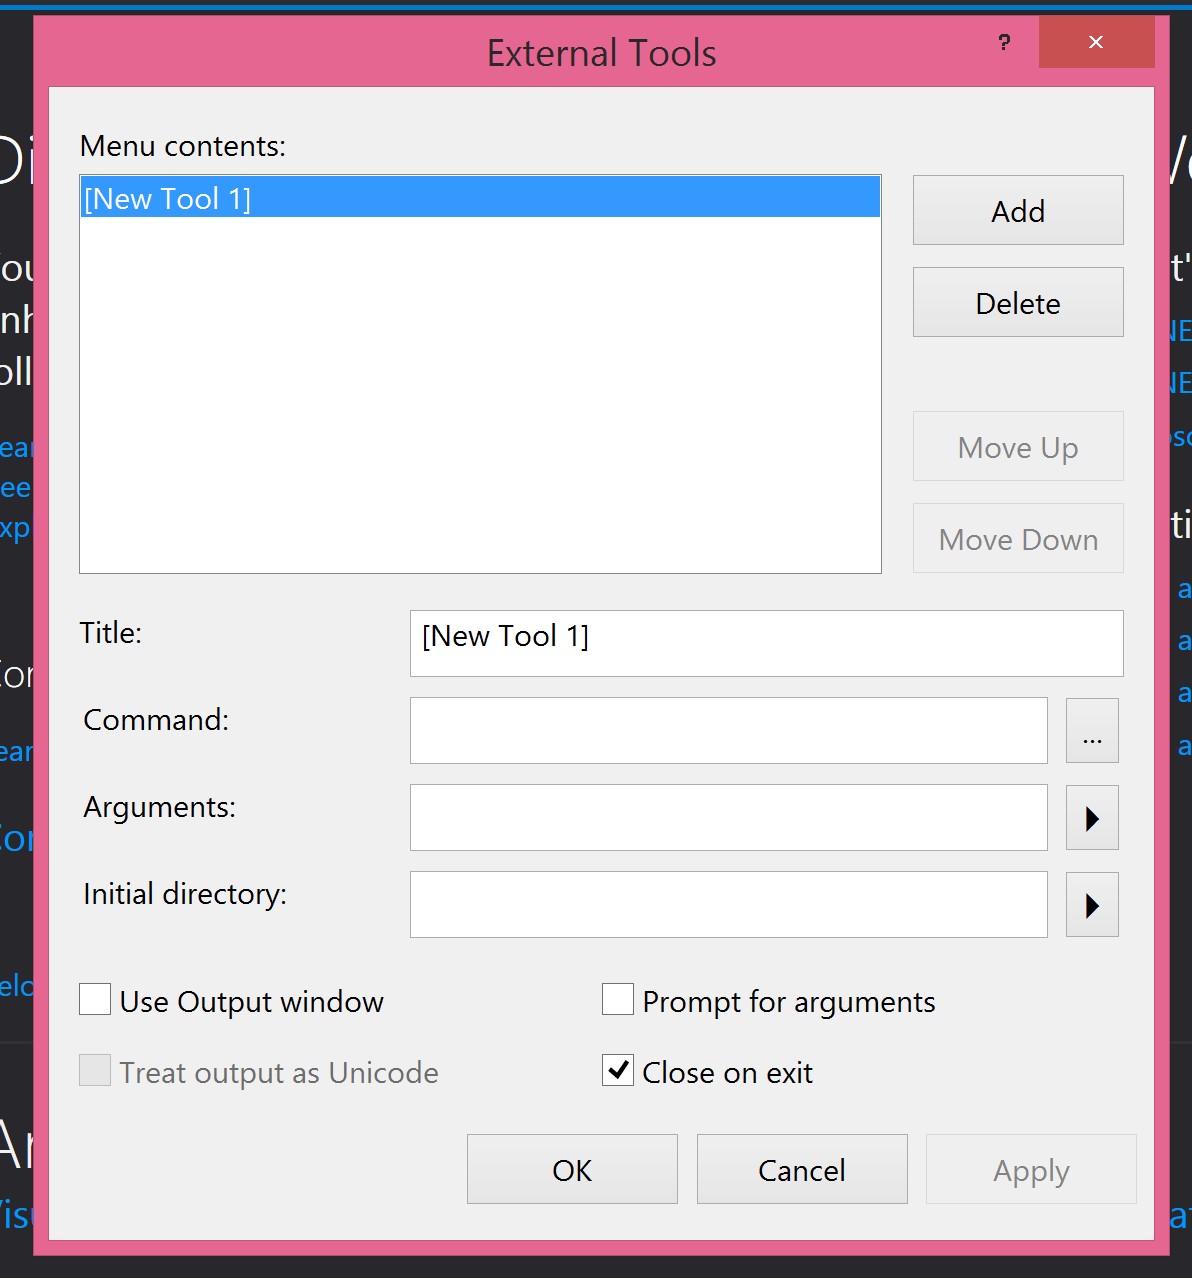 External Tools
?
Menu contents:
[New Tool 1]
Add
Delete
Move Up
Move Down
Title:
[New Tool 1]
Command:
...
Arguments:
Initial directory:
Use Output window
Prompt for arguments
Treat output as Unicode
Close on exit
OK
Cancel
Apply